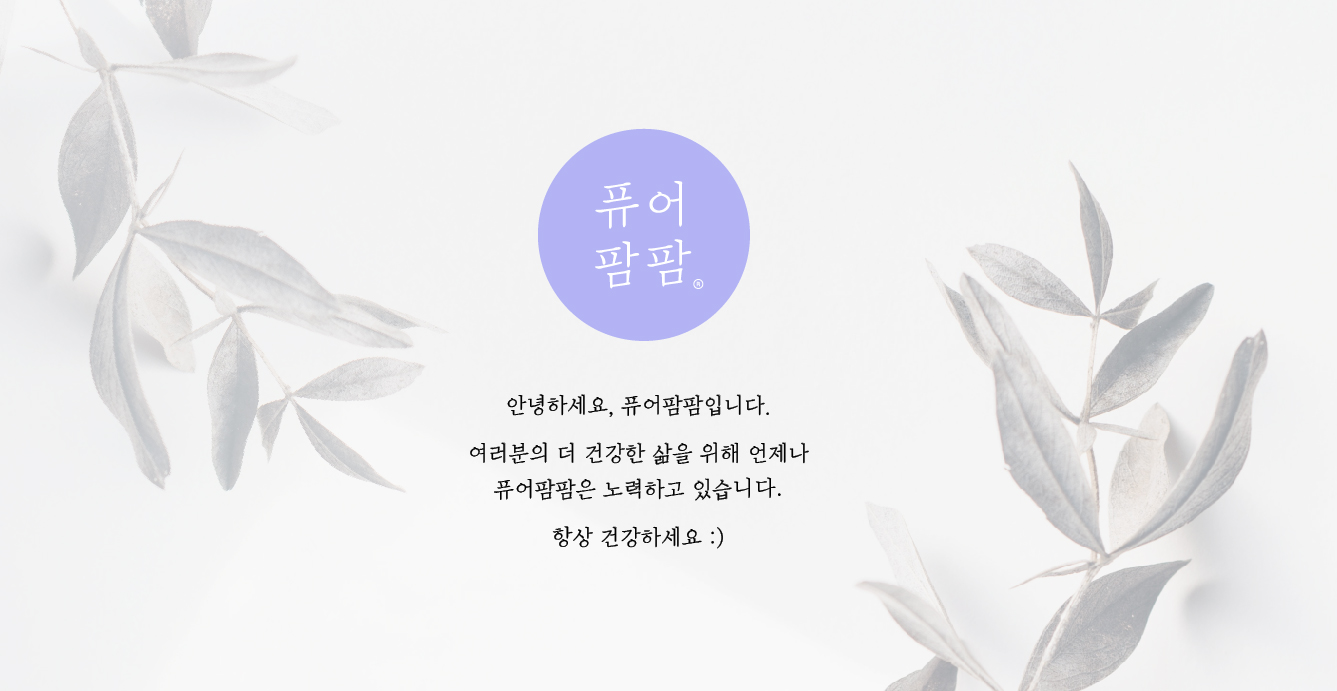 퓨어
팜팜®
안녕하세요, 퓨어팜팜입니다.
여러분의 더 건강한 삶을 위해 언제나
퓨어팜팜은 노력하고 있습니다.
항상 건강하세요 :)